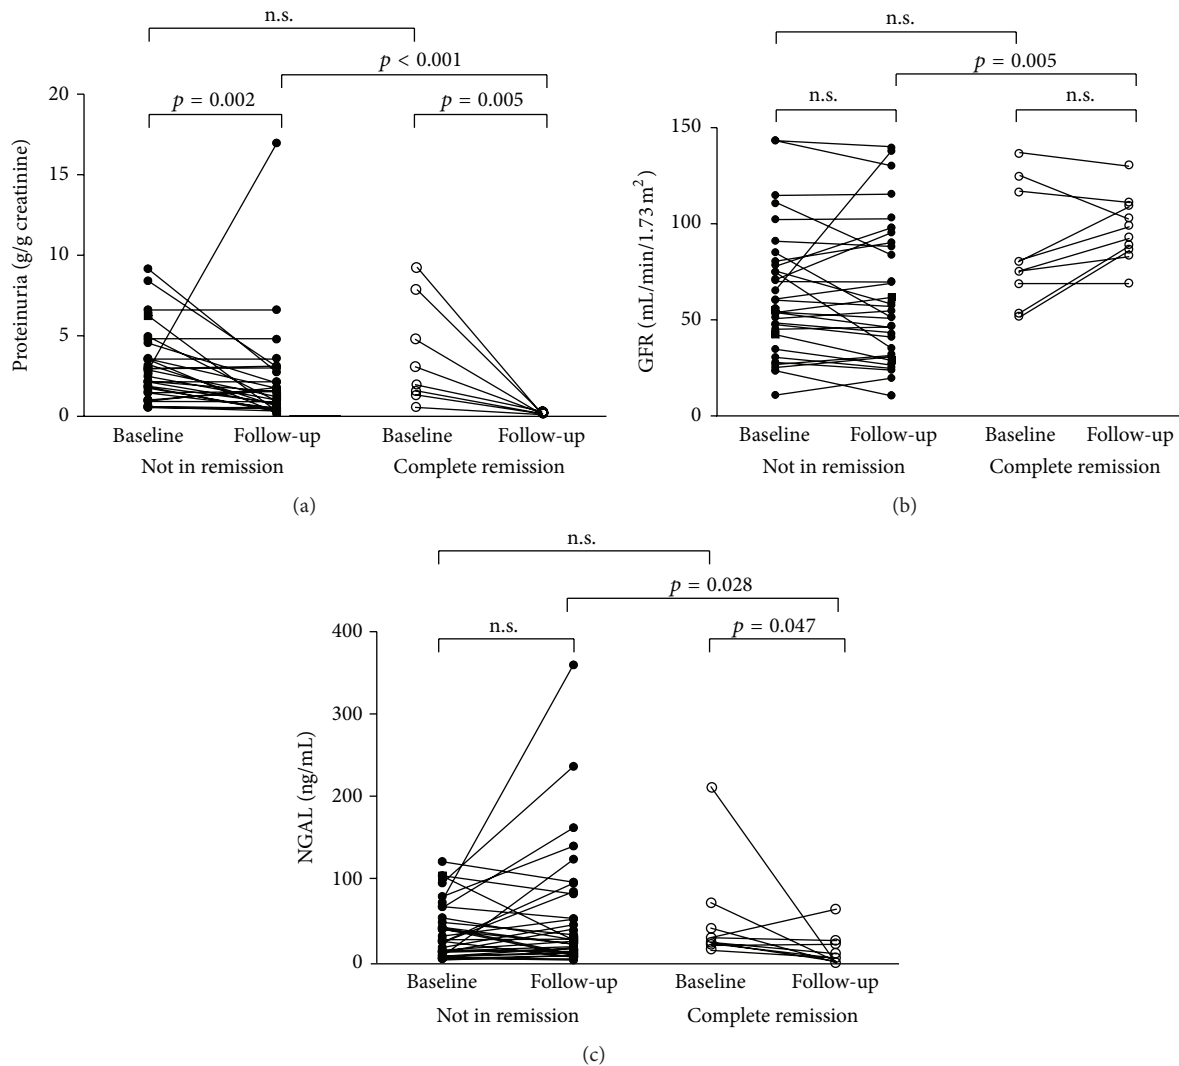 n.s.
p < 0.001
p = 0.002
p = 0.005
20
15
10
5
0
Proteinuria (g/g creatinine)
Baseline Follow-up Baseline Follow-up
Not in remission Complete remission
(a)
n.s.
p = 0.005
n.s. n.s.
150
100
50
0
GFR (mL/min/1.73 m²)
Baseline Follow-up Baseline Follow-up
Not in remission Complete remission
(b)
n.s.
p = 0.028
n.s.
p = 0.047
400
300
200
100
0
NGAL (ng/mL)
Baseline Follow-up Baseline Follow-up
Not in remission Complete remission
(c)